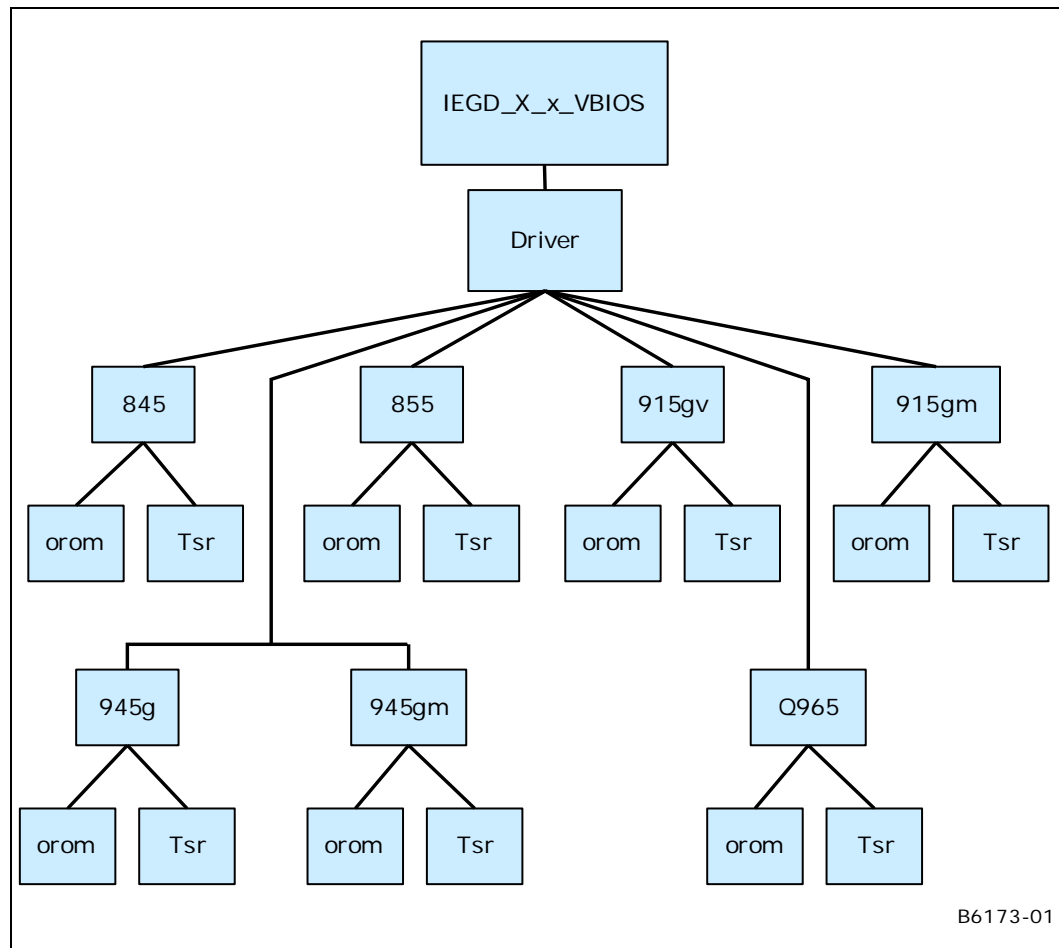 IEGD_X_x_VBIOS
Driver
845
855
915gv
915gm
orom
Tsr
orom
Tsr
orom
Tsr
orom
Tsr
945g
945gm
Q965
orom
Tsr
orom
Tsr
orom
Tsr
B6173-01